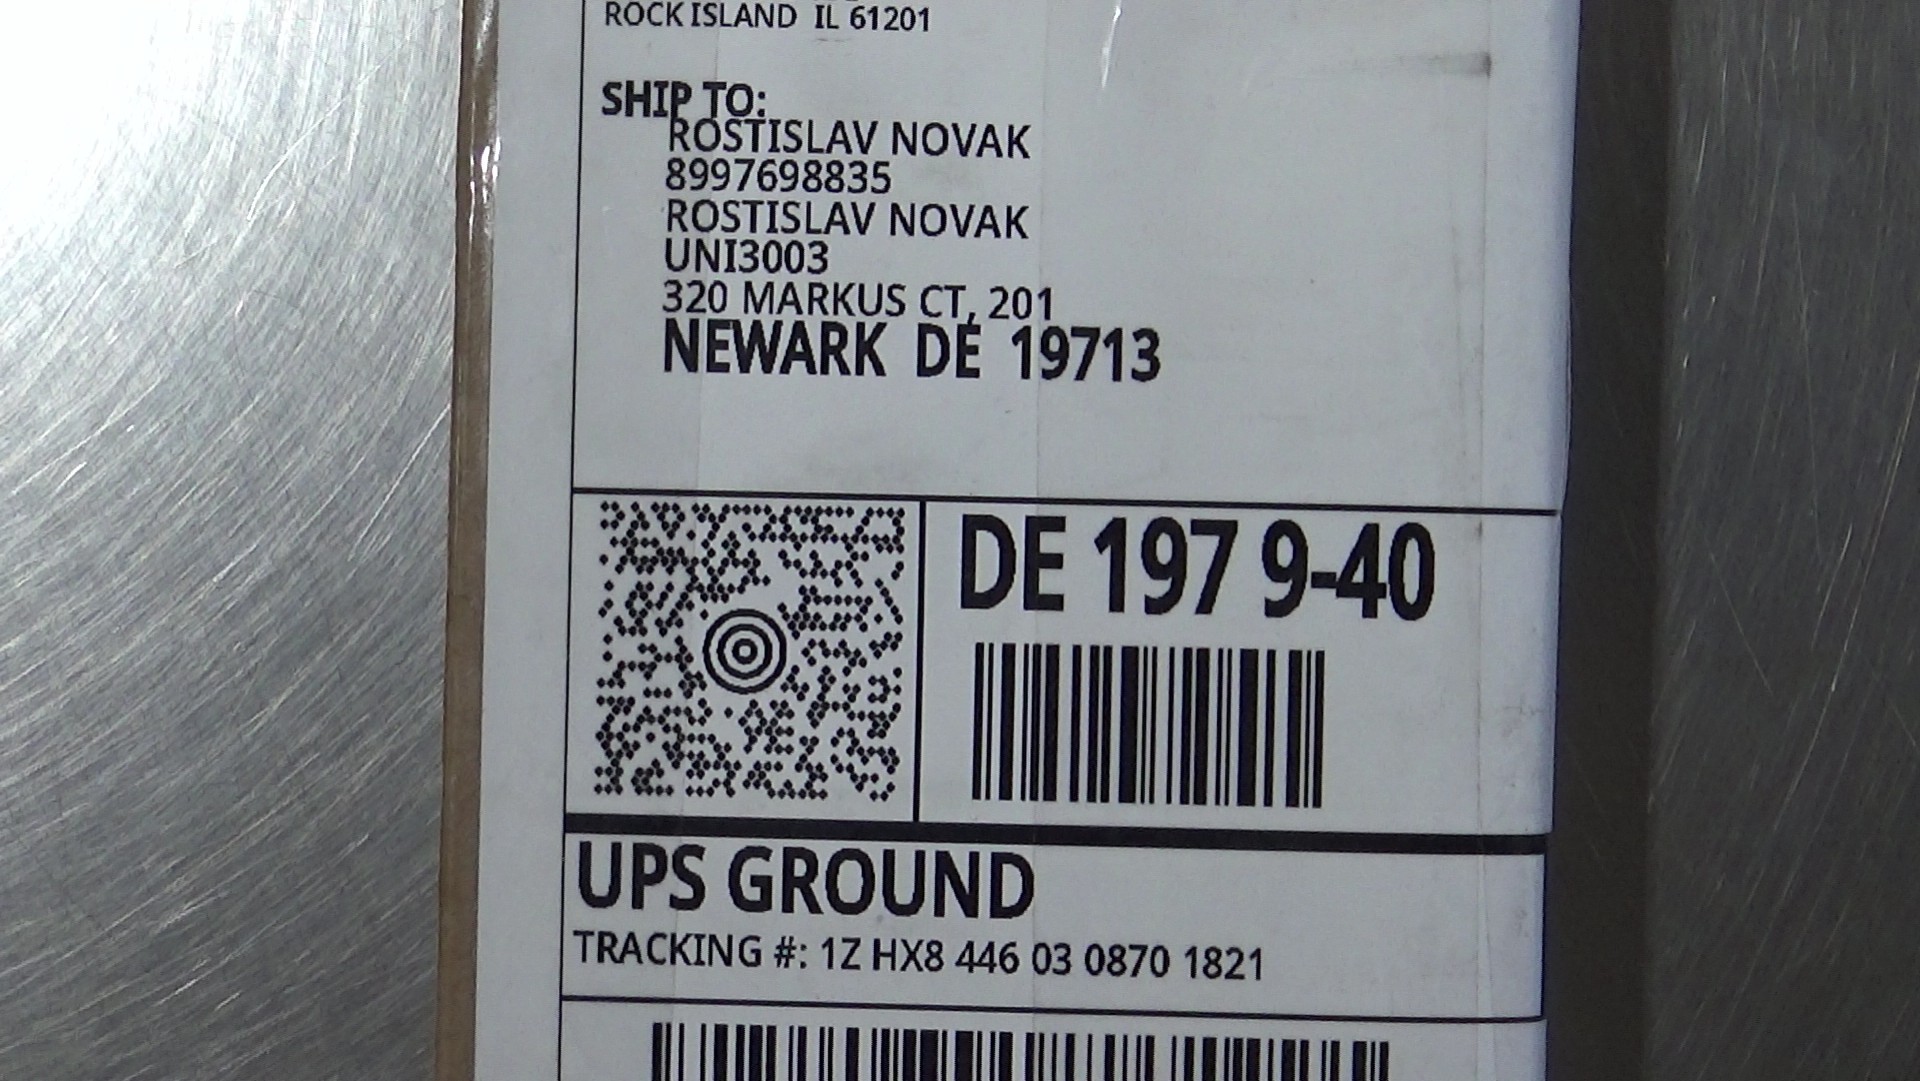 ROCK ISLAND IL 61201
SHIP TO:
ROSTISLAV NOVAK
8997698835
ROSTISLAV NOVAK
UNI3003
320 MARKUS CT, 201
NEWARK DE 19713
DE 197 9-40
UPS GROUND
TRACKING #: 1Z HX8 446 03 0870 1821